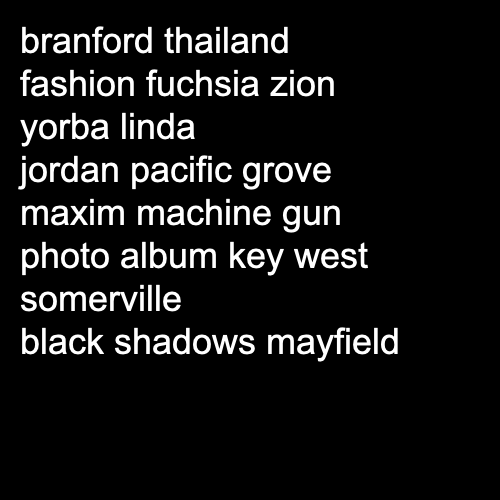 branford thailand
fashion fuchsia zion
yorba linda
jordan pacific grove
maxim machine gun
photo album key west
somerville
black shadows mayfield